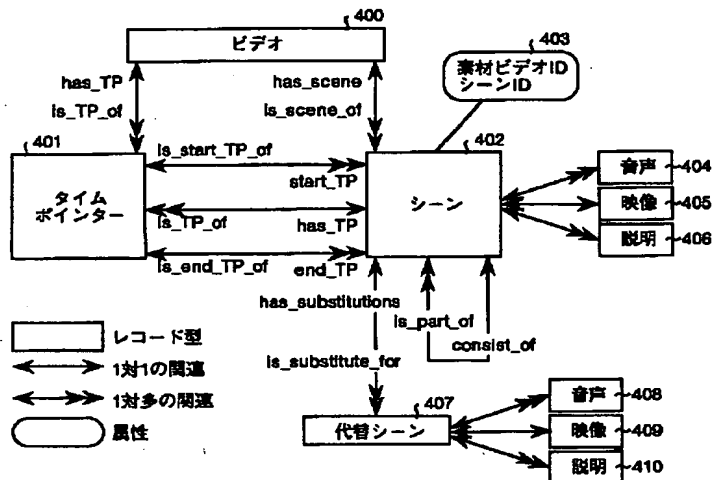 400
ビデオ
403
素材ビデオID
シーンID
has_TP
is_TP_of
has_scene
is_scene_of
401
402
タイム
ポインター
is_start_TP_of
start_TP
is_TP_of
has_TP
is_end_TP_of
end_TP
シーン
音声
404
映像
405
説明
406
has_substitutions
is_part_of
consist_of
is_substitute_for
レコード型
1対1の関連
1対多の関連
属性
407
代替シーン
音声
408
映像
409
説明
410